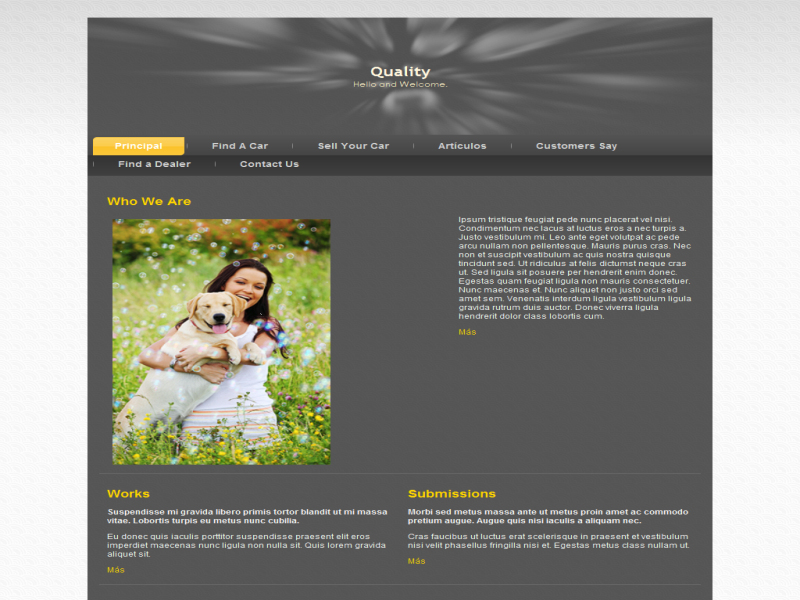 Quality
Hello and Welcome.
Principal
Find A Car
Sell Your Car
Artículos
Customers Say
Find a Dealer
Contact Us
Who We Are
Ipsum tristique feugiat pede nunc placerat vel nisi.
Condimentum nec lacus at luctus eros a nec turpis a.
Justo vestibulum mi. Leo ante eget volutpat ac pede
arcu nullam non pellentesque. Mauris purus cras. Nec
non et suscipit vestibulum ac quis nostra quisque
tincidunt sed. Ut ridiculus at felis dictumst neque cras
ut. Sed ligula sit posuere per hendrerit enim donec.
Egestas quam feugiat ligula non mauris consectetuer.
Nunc maecenas et. Nunc aliquet non justo orci sed
amet sem. Venenatis interdum ligula vestibulum ligula
gravida rutrum duis auctor. Donec viverra ligula
hendrerit dolor class lobortis cum.
Más
Works
Suspendisse mi gravida libero primis tortor blandit ut mi massa
vitae. Lobortis turpis eu metus nunc cubilia.
Eu donec quis iaculis porttitor suspendisse praesent elit eros
imperdiet maecenas nunc ligula non nulla sit. Quis lorem gravida
aliquet sit.
Más
Submissions
Morbi sed metus massa ante ut metus proin amet ac commodo
pretium augue. Augue quis nisi iaculis a aliquam nec.
Cras faucibus ut luctus erat scelerisque in praesent et vestibulum
nisi velit phasellus fringilla nisi et. Egestas metus class nullam ut.
Más